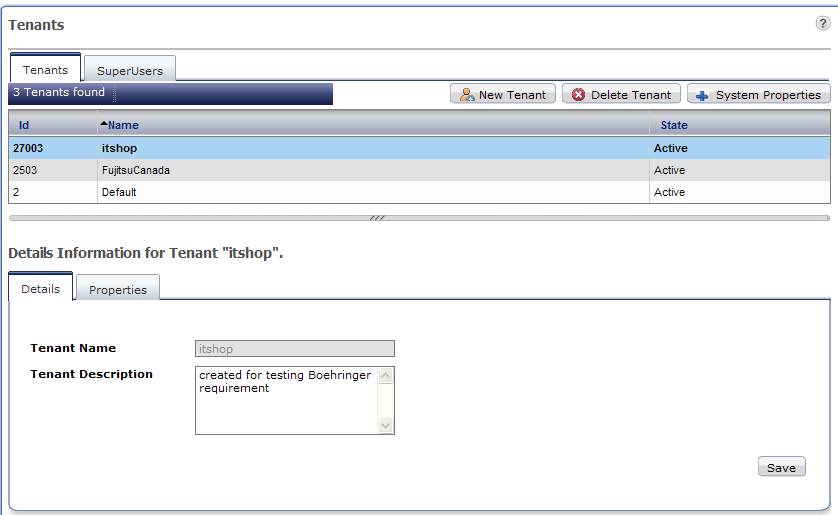 Tenants
?
Tenants SuperUsers
3 Tenants found New Tenant Delete Tenant System Properties
Id Name State
27003 itshop Active
2503 FujitsuCanada Active
2 Default Active
Details Information for Tenant "itshop".
Details Properties
Tenant Name itshop
Tenant Description created for testing Boehringer
requirement
Save